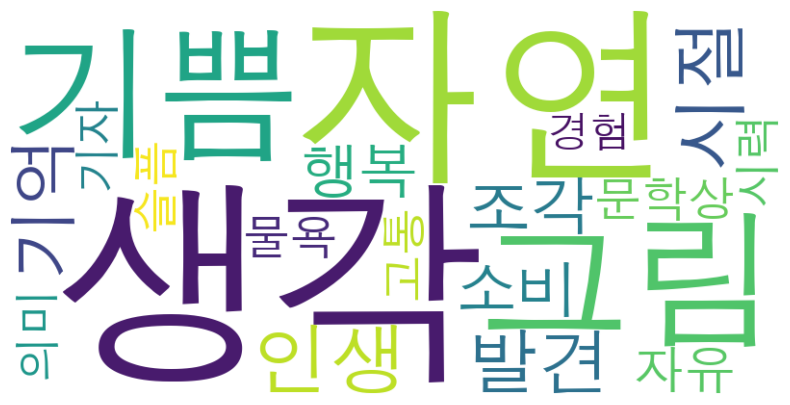 기쁨
자연
시절
경험
기자
시력
기억
슬픔
행복
조각
문학상
생각
물욕
고통
그림
소비
의미
인생
발견
자유